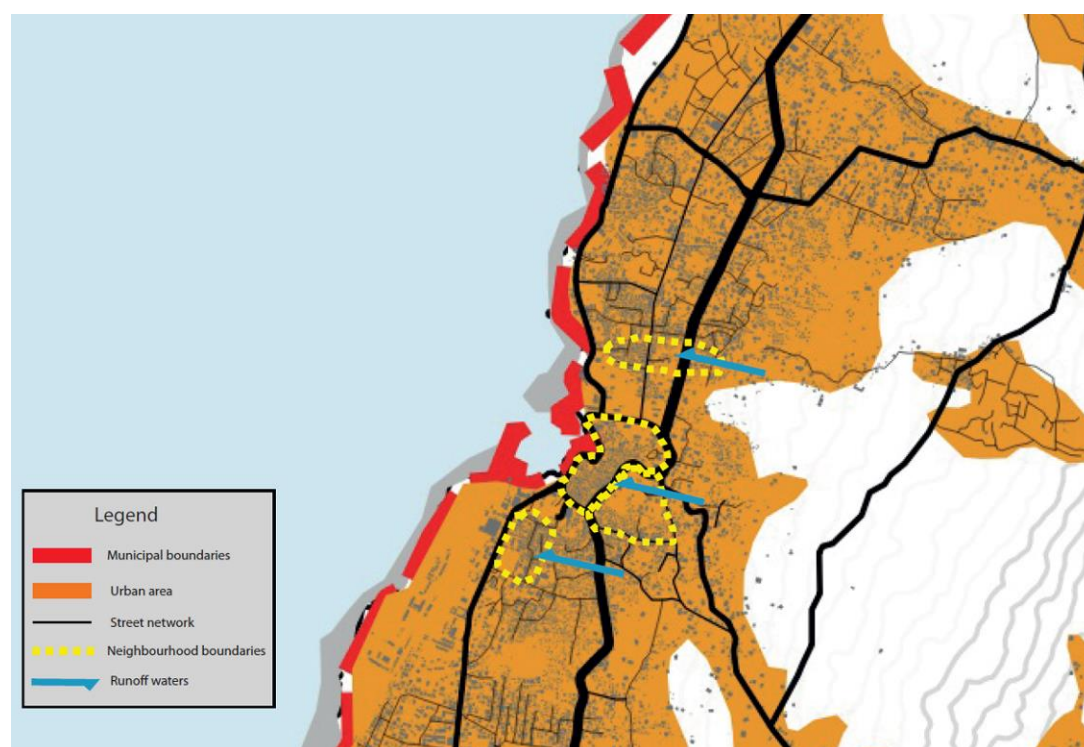 Legend
Municipal boundaries
Urban area
Street network
Neighbourhood boundaries
Runoff waters